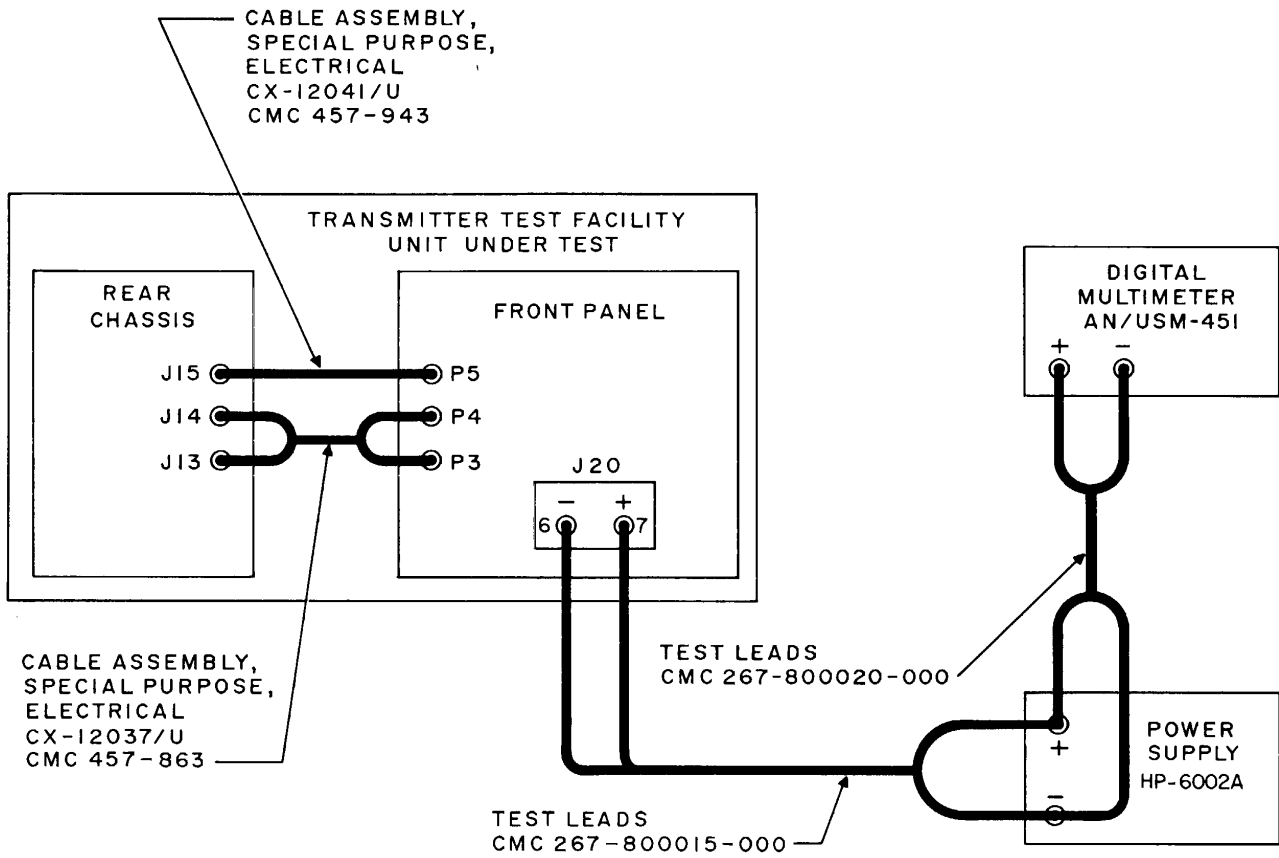 CABLE ASSEMBLY,
SPECIAL PURPOSE,
ELECTRICAL
CX-12041/U
CMC 457-943
TRANSMITTER TEST FACILITY
UNIT UNDER TEST
REAR
CHASSIS
FRONT PANEL
J15
P5
J14
P4
J13
P3
J20
- +
6 7
DIGITAL
MULTIMETER
AN/USM-451
+ -
CABLE ASSEMBLY,
SPECIAL PURPOSE,
ELECTRICAL
CX-12037/U
CMC 457-863
TEST LEADS
CMC 267-800020-000
POWER
SUPPLY
HP-6002A
+
-
TEST LEADS
CMC 267-800015-000